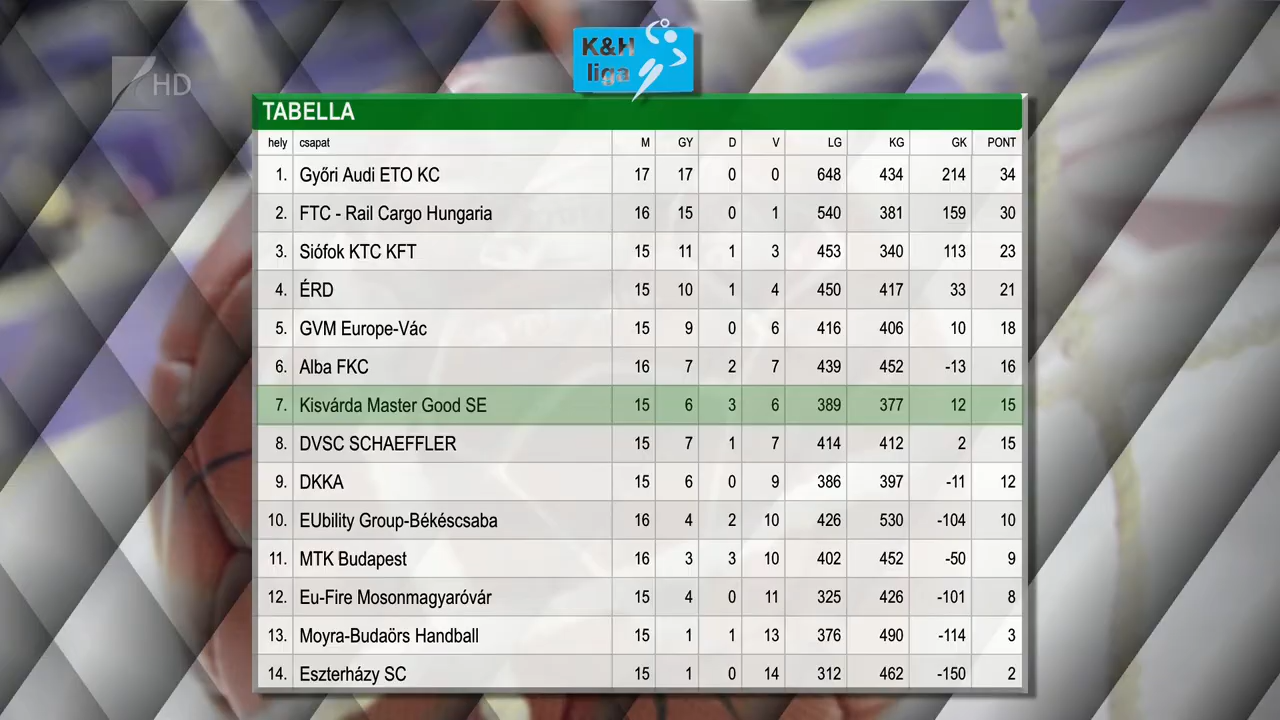 K&H
liga
HD
TABELLA
hely csapat M GY D V LG KG GK PONT
1. Győri Audi ETO KC 17 17 0 0 648 434 214 34
2. FTC - Rail Cargo Hungaria 16 15 0 1 540 381 159 30
3. Siófok KTC KFT 15 11 1 3 453 340 113 23
4. ÉRD 15 10 1 4 450 417 33 21
5. GVM Europe-Vác 15 9 0 6 416 406 10 18
6. Alba FKC 16 7 2 7 439 452 -13 16
7. Kisvárda Master Good SE 15 6 3 6 389 377 12 15
8. DVSC SCHAEFFLER 15 7 1 7 414 412 2 15
9. DKKA 15 6 0 9 386 397 -11 12
10. EUbility Group-Békéscsaba 16 4 2 10 426 530 -104 10
11. MTK Budapest 16 3 3 10 402 452 -50 9
12. Eu-Fire Mosonmagyaróvár 15 4 0 11 325 426 -101 8
13. Moyra-Budaörs Handball 15 1 1 13 376 490 -114 3
14. Eszterházy SC 15 1 0 14 312 462 -150 2